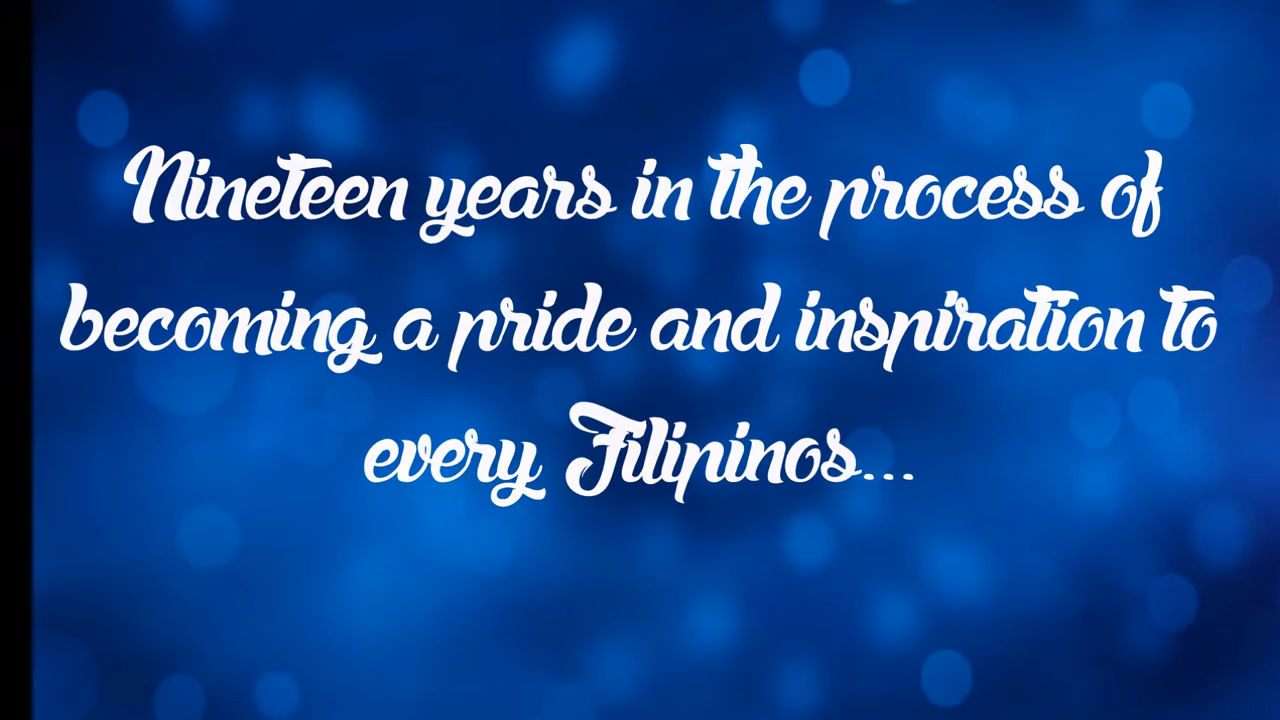 Nineteen years in the process of
becoming a pride and inspiration to
every Filipinos...